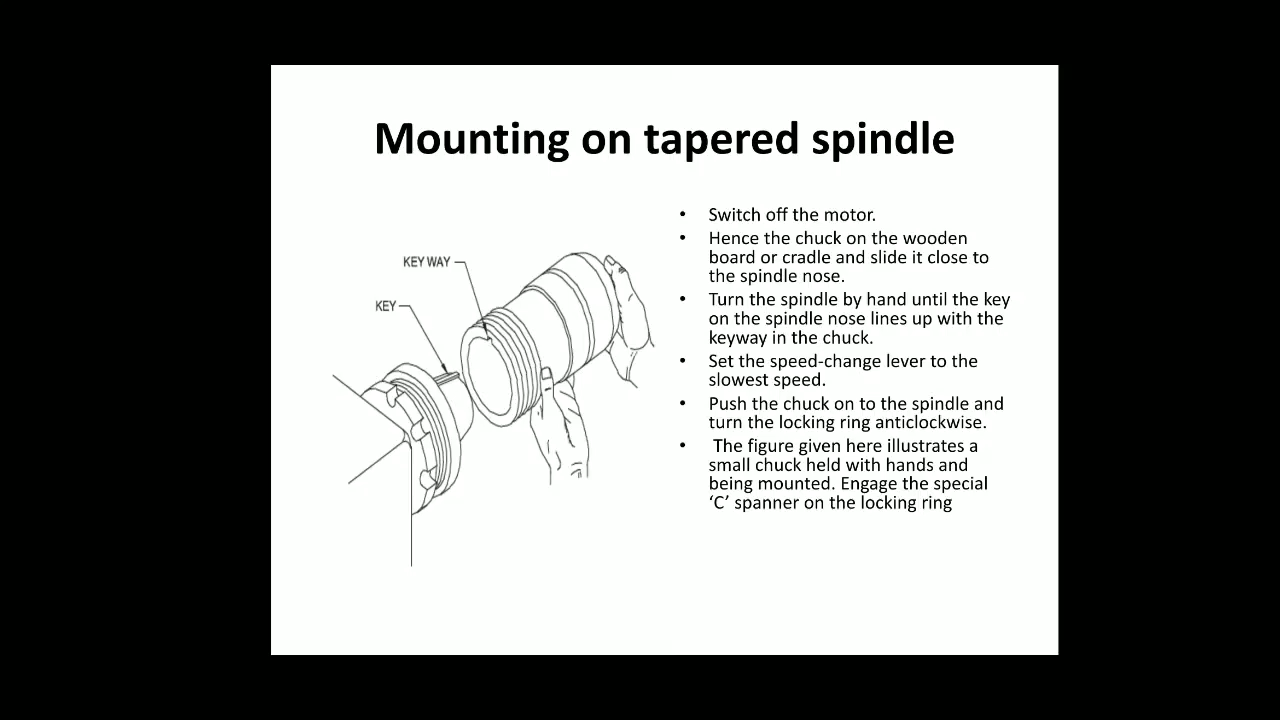 Mounting on tapered spindle
KEY WAY
KEY
• Switch off the motor.
• Hence the chuck on the wooden
board or cradle and slide it close to
the spindle nose.
• Turn the spindle by hand until the key
on the spindle nose lines up with the
keyway in the chuck.
• Set the speed-change lever to the
slowest speed.
• Push the chuck on to the spindle and
turn the locking ring anticlockwise.
• The figure given here illustrates a
small chuck held with hands and
being mounted. Engage the special
‘C’ spanner on the locking ring